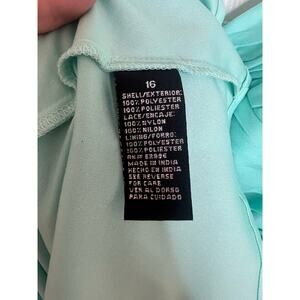 16
SHELL/EXTERIOR:
100% POLYESTER
100% POLIESTER
LACE/ENCAJE:
100% NYLON
100% NILON
LINING/FORRO:
100% POLYESTER
100% POLIESTER
MADE IN INDIA
HECHO EN INDIA
SEE REVERSE
FOR CARE
VER AL DORSO
PARA CUIDADO